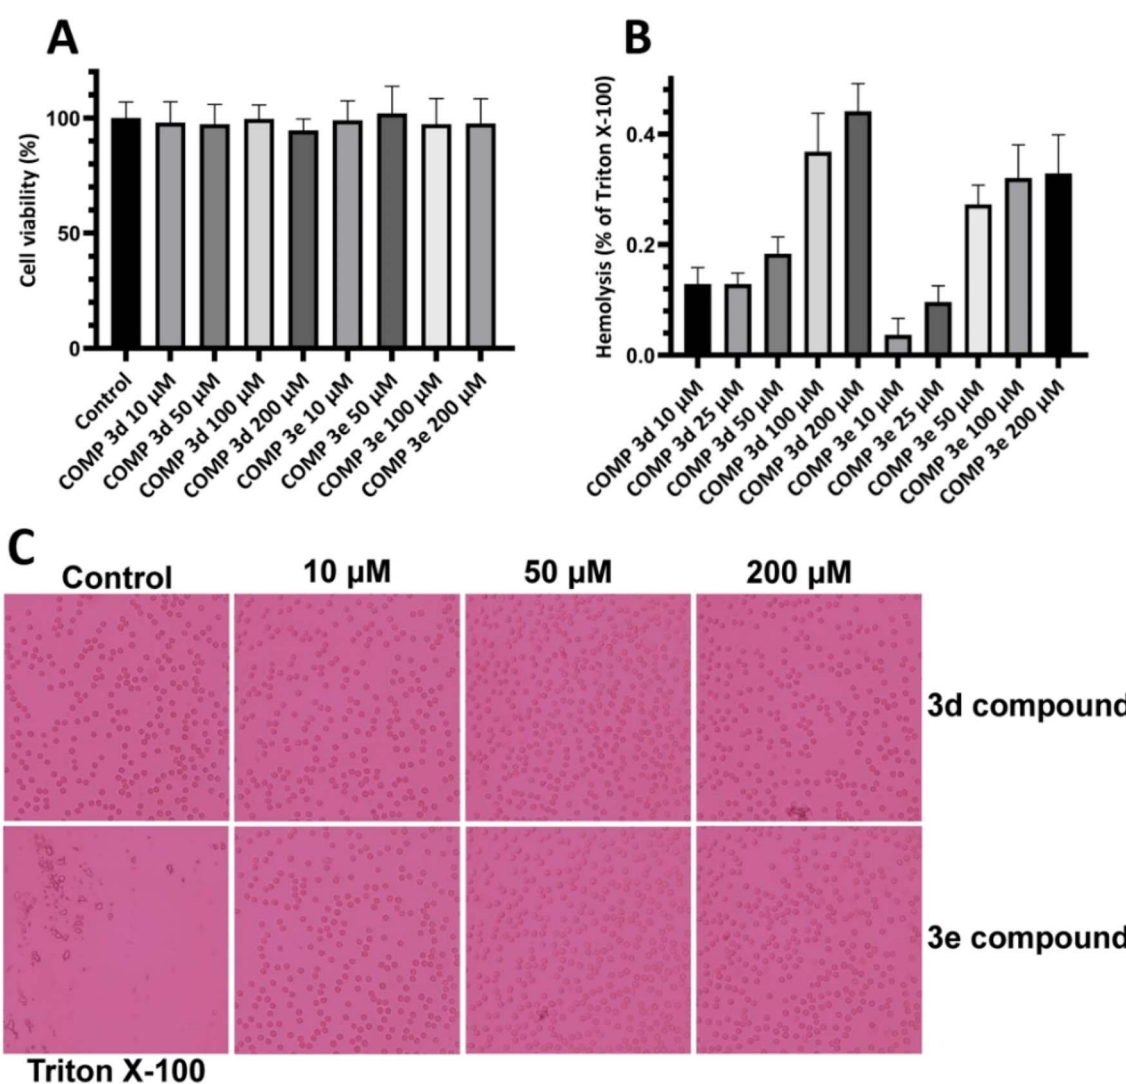 A
Cell viability (%)
100
50
0
Control
COMP 3d 10 µM
COMP 3d 50 µM
COMP 3d 100 µM
COMP 3d 200 µM
COMP 3e 10 µM
COMP 3e 50 µM
COMP 3e 100 µM
COMP 3e 200 µM
B
Hemolysis (% of Triton X-100)
0.4
0.2
0.0
COMP 3d 10 µM
COMP 3d 25 µM
COMP 3d 50 µM
COMP 3d 100 µM
COMP 3d 200 µM
COMP 3e 10 µM
COMP 3e 25 µM
COMP 3e 50 µM
COMP 3e 100 µM
COMP 3e 200 µM
C
Control
10 µM
50 µM
200 µM
3d compound
3e compound
Triton X-100